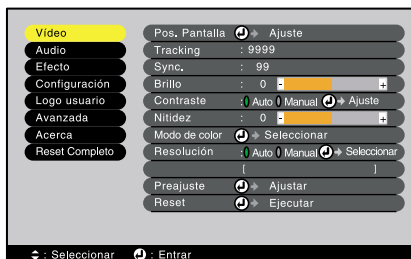 Vídeo
Audio
Efecto
Configuración
Logo usuario
Avanzada
Acerca
Reset Completo
Pos. Pantalla Ajuste
Tracking : 9999
Sync. : 99
Brillo : 0 - +
Contraste : Auto Manual Ajuste
Nitidez : 0 - +
Modo de color Seleccionar
Resolución : Auto Manual Seleccionar
[ ]
Preajuste Ajustar
Reset Ejecutar
: Seleccionar : Entrar